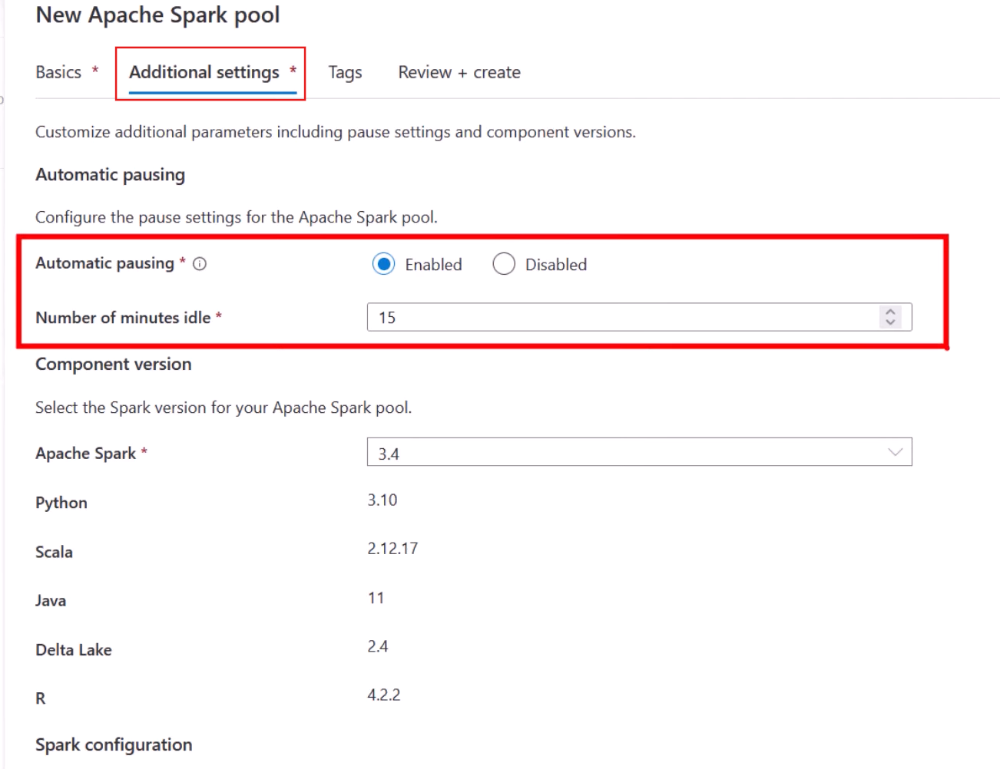 New Apache Spark pool
Basics * Additional settings * Tags Review + create
Customize additional parameters including pause settings and component versions.
Automatic pausing
Configure the pause settings for the Apache Spark pool.
Automatic pausing * Enabled Disabled
Number of minutes idle * 15
Component version
Select the Spark version for your Apache Spark pool.
Apache Spark * 3.4
Python 3.10
Scala 2.12.17
Java 11
Delta Lake 2.4
R 4.2.2
Spark configuration